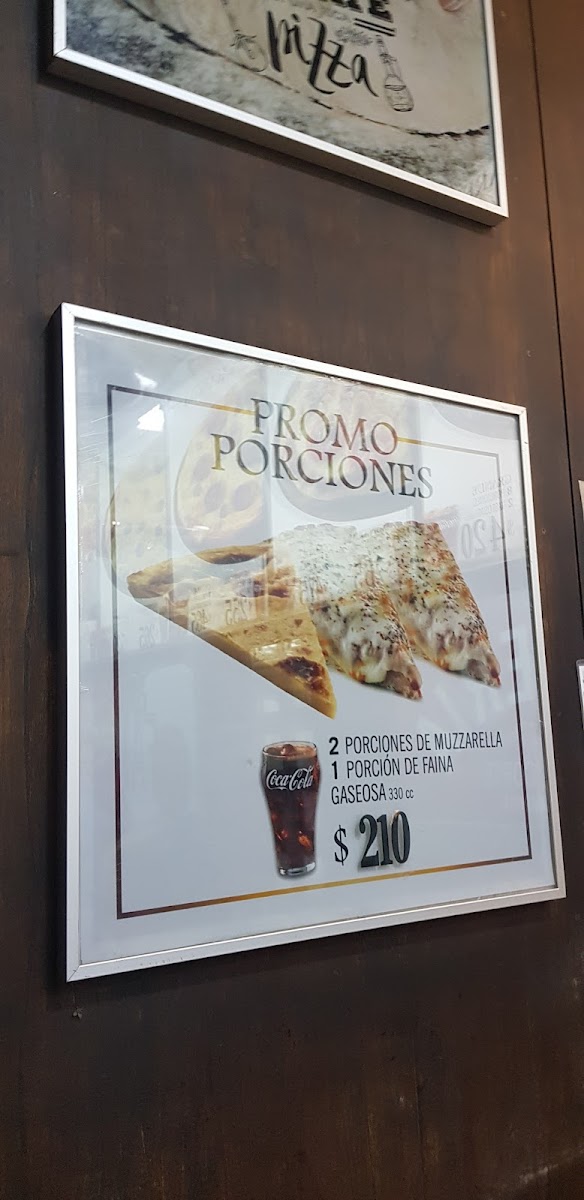 pizza
PROMO
PORCIONES
2 PORCIONES DE MUZZARELLA
1 PORCIÓN DE FAINA
GASEOSA 330 cc
Coca-Cola
$ 210